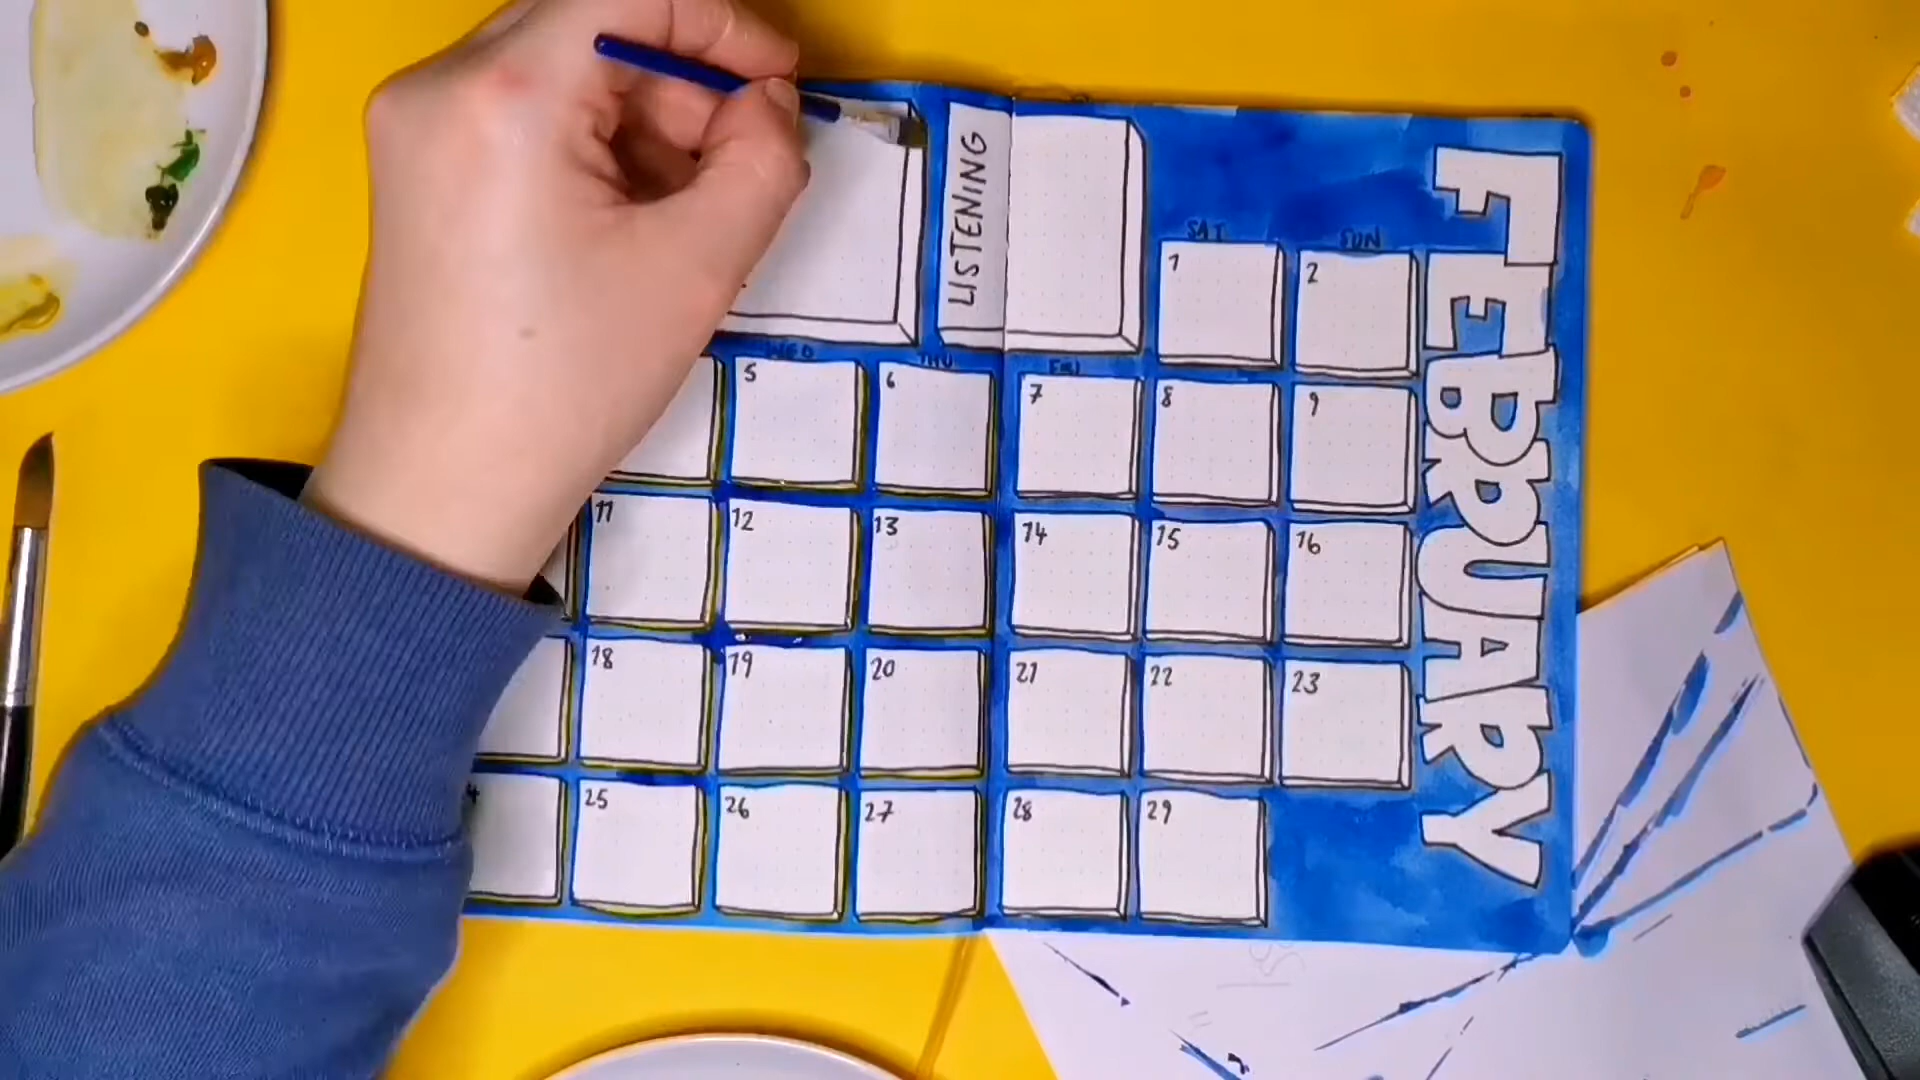 LISTENING
FEBRUARY
SAT SUN
1 2
WED THU FRI
5 6 7 8 9
11 12 13 14 15 16
18 19 20 21 22 23
25 26 27 28 29